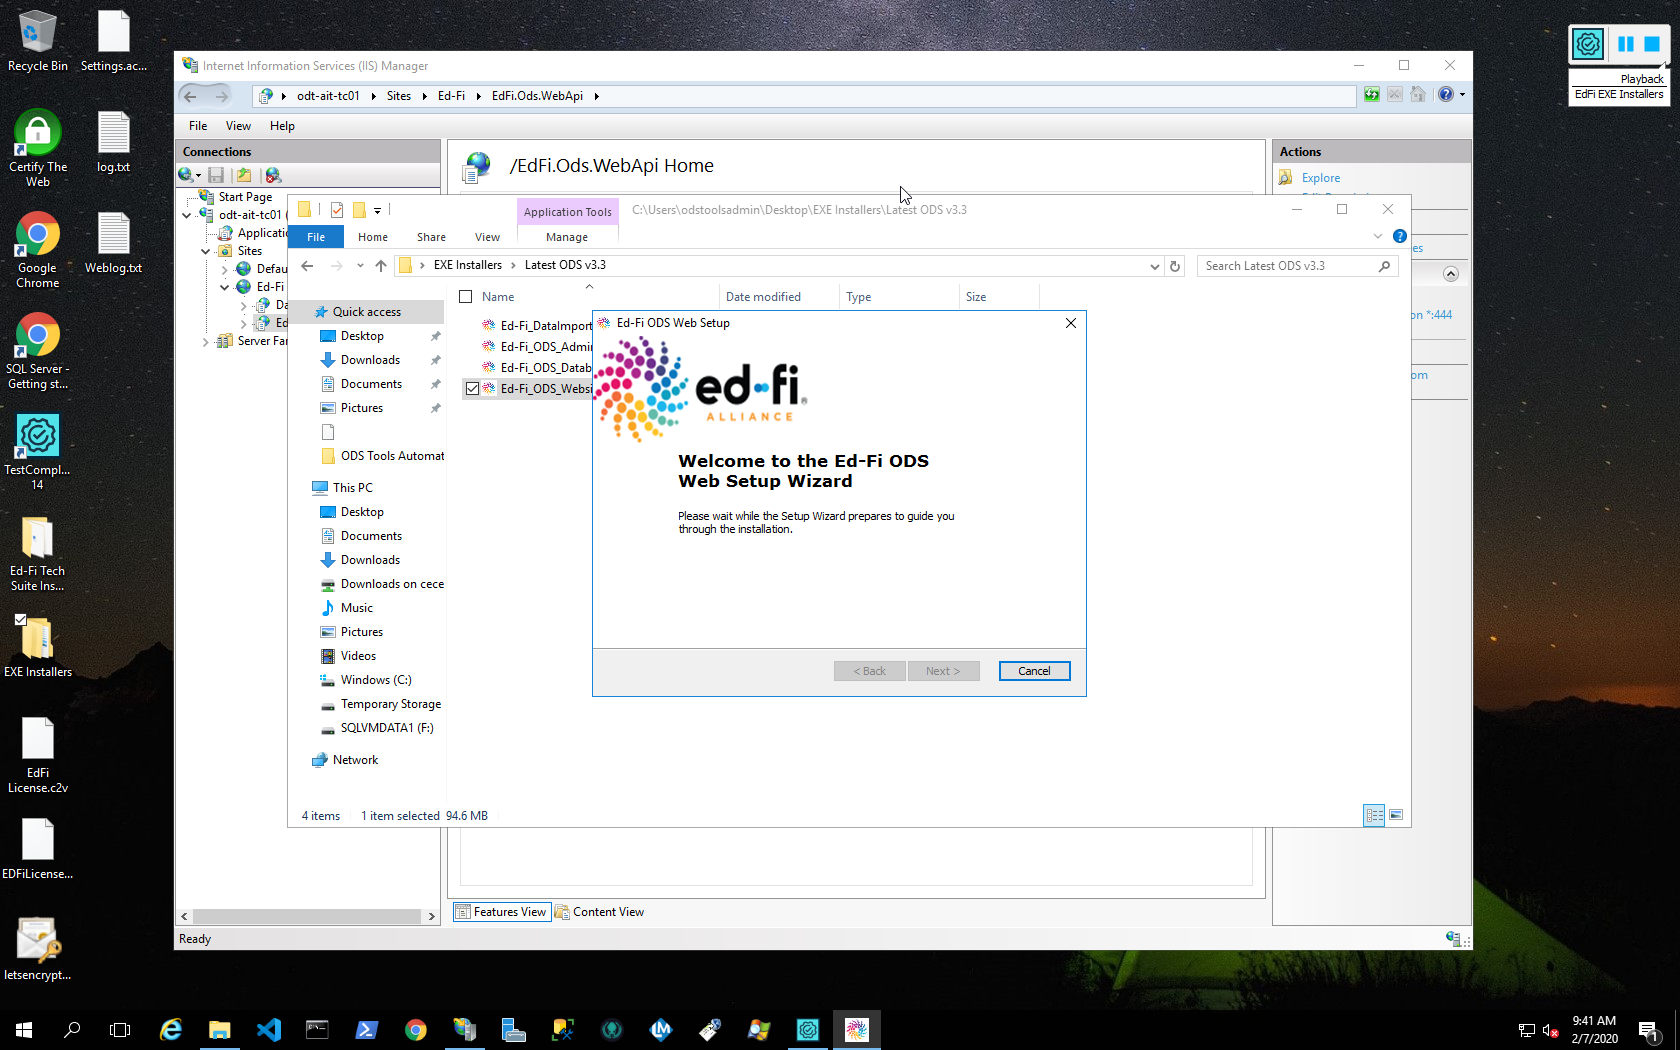 Recycle Bin
Settings.ac...
Certify The
Web
log.txt
Google
Chrome
Weblog.txt
SQL Server -
Getting st...
TestCompl...
14
Ed-Fi Tech
Suite Ins...
EXE Installers
EdFi
License.c2v
EDFiLicense...
letsencrypt...
Playback
EdFi EXE Installers
Internet Information Services (IIS) Manager
odt-ait-tc01
Sites
Ed-Fi
EdFi.Ods.WebApi
File
View
Help
Connections
Start Page
odt-ait-tc01 (
Applicatio
Sites
Defau
Ed-Fi
Da
Ed
Server Far
/EdFi.Ods.WebApi Home
Actions
Explore
es
on *:444
om
Application Tools
C:\Users\odstoolsadmin\Desktop\EXE Installers\Latest ODS v3.3
File
Home
Share
View
Manage
EXE Installers
Latest ODS v3.3
Search Latest ODS v3.3
Name
Date modified
Type
Size
Quick access
Desktop
Downloads
Documents
Pictures
ODS Tools Automat
This PC
Desktop
Documents
Downloads
Downloads on cece
Music
Pictures
Videos
Windows (C:)
Temporary Storage
SQLVMDATA1 (F:)
Network
Ed-Fi_DataImport
Ed-Fi_ODS_Admi
Ed-Fi_ODS_Datab
Ed-Fi_ODS_Websi
4 items
1 item selected
94.6 MB
Ed-Fi ODS Web Setup
ed-fi
ALLIANCE
Welcome to the Ed-Fi ODS
Web Setup Wizard
Please wait while the Setup Wizard prepares to guide you
through the installation.
< Back
Next >
Cancel
Features View
Content View
Ready
9:41 AM
2/7/2020
1